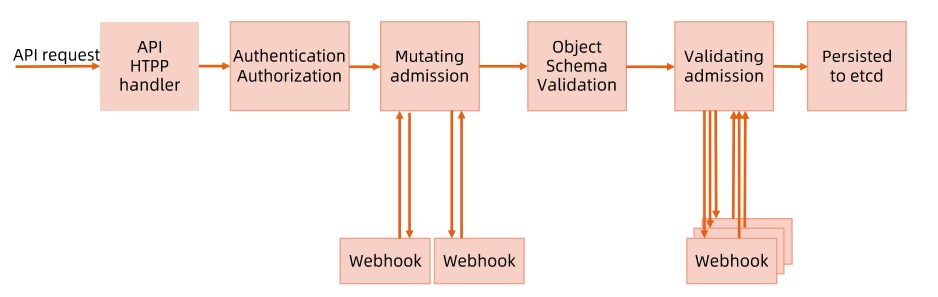 API request
API
HTPP
handler
Authentication
Authorization
Mutating
admission
Object
Schema
Validation
Validating
admission
Persisted
to etcd
Webhook
Webhook
Webhook